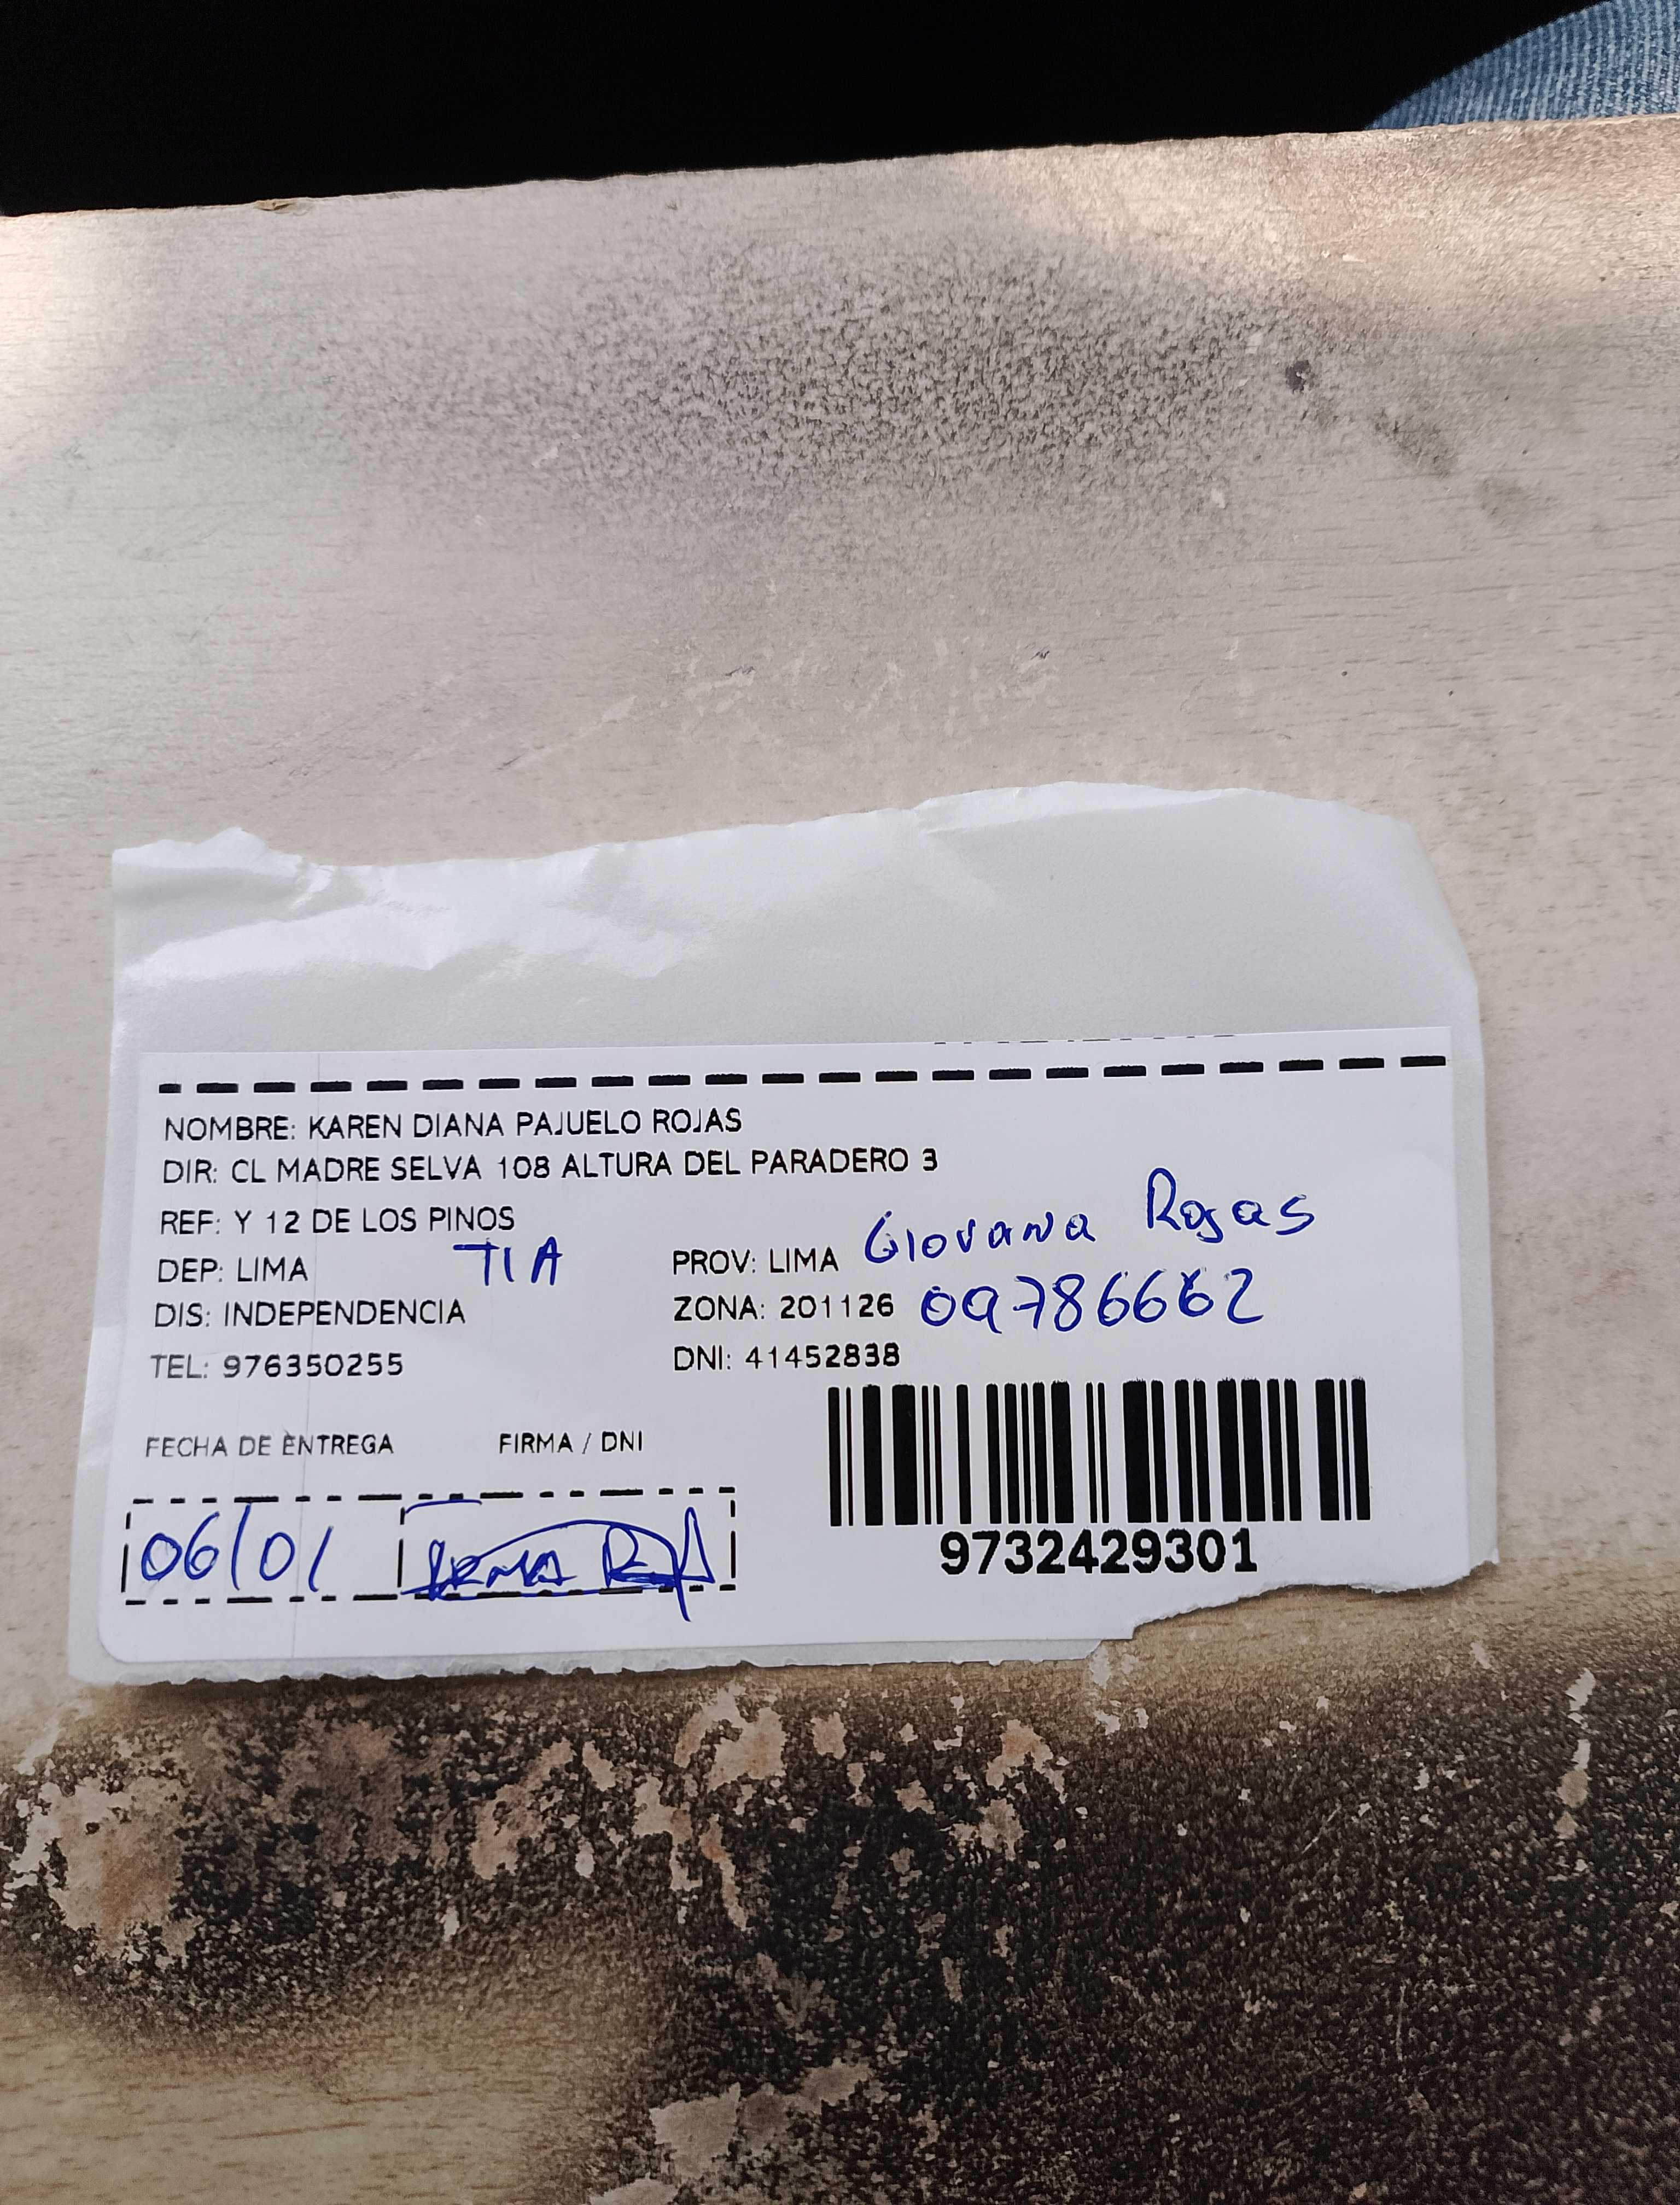 NOMBRE: KAREN DIANA PAJUELO ROJAS
DIR: CL MADRE SELVA 108 ALTURA DEL PARADERO 3
REF: Y 12 DE LOS PINOS
DEP: LIMA TIA PROV: LIMA Giovana Rojas
DIS: INDEPENDENCIA ZONA: 201126 09786662
TEL: 976350255 DNI: 41452838
FECHA DE ENTREGA FIRMA / DNI
06/01
9732429301